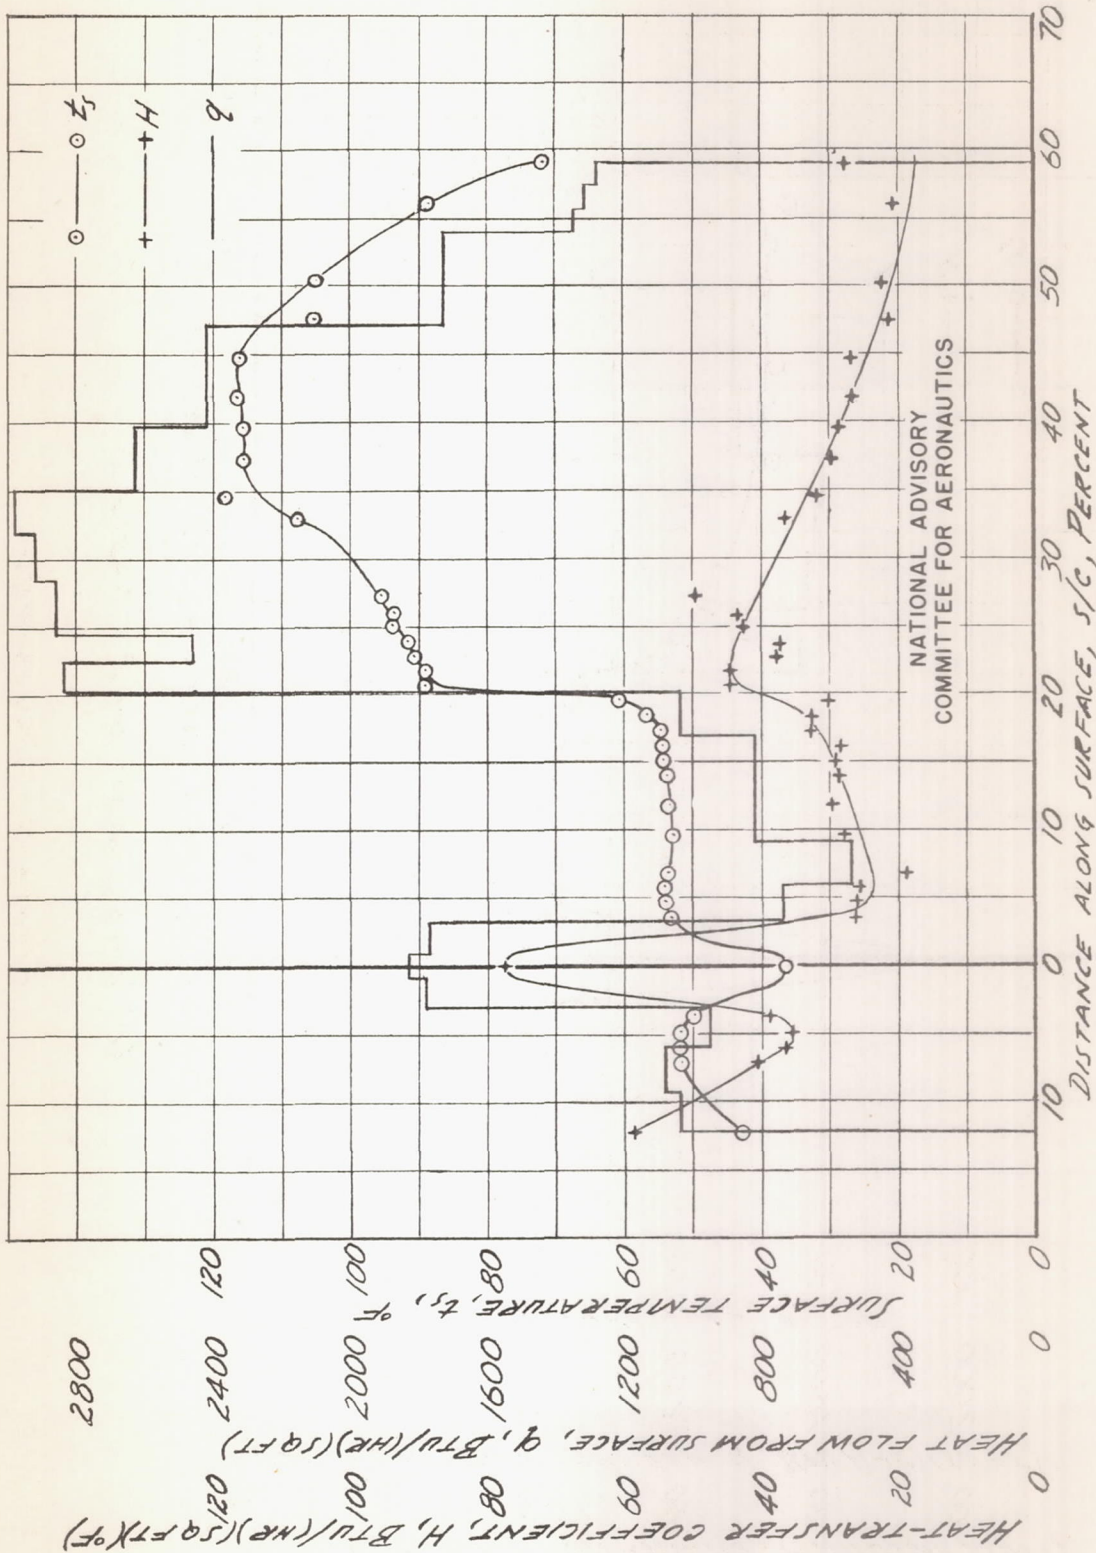 t_s
H
q
NATIONAL ADVISORY
COMMITTEE FOR AERONAUTICS
HEAT-TRANSFER COEFFICIENT, H, BTU/(HR)(SQ FT)(°F)
120
100
80
60
40
20
0
HEAT FLOW FROM SURFACE, q, BTU/(HR)(SQ FT)
2800
2400
2000
1600
1200
800
400
0
SURFACE TEMPERATURE, t_s, °F
120
100
80
60
40
20
0
10 0 10 20 30 40 50 60 70
DISTANCE ALONG SURFACE, S/C, PERCENT